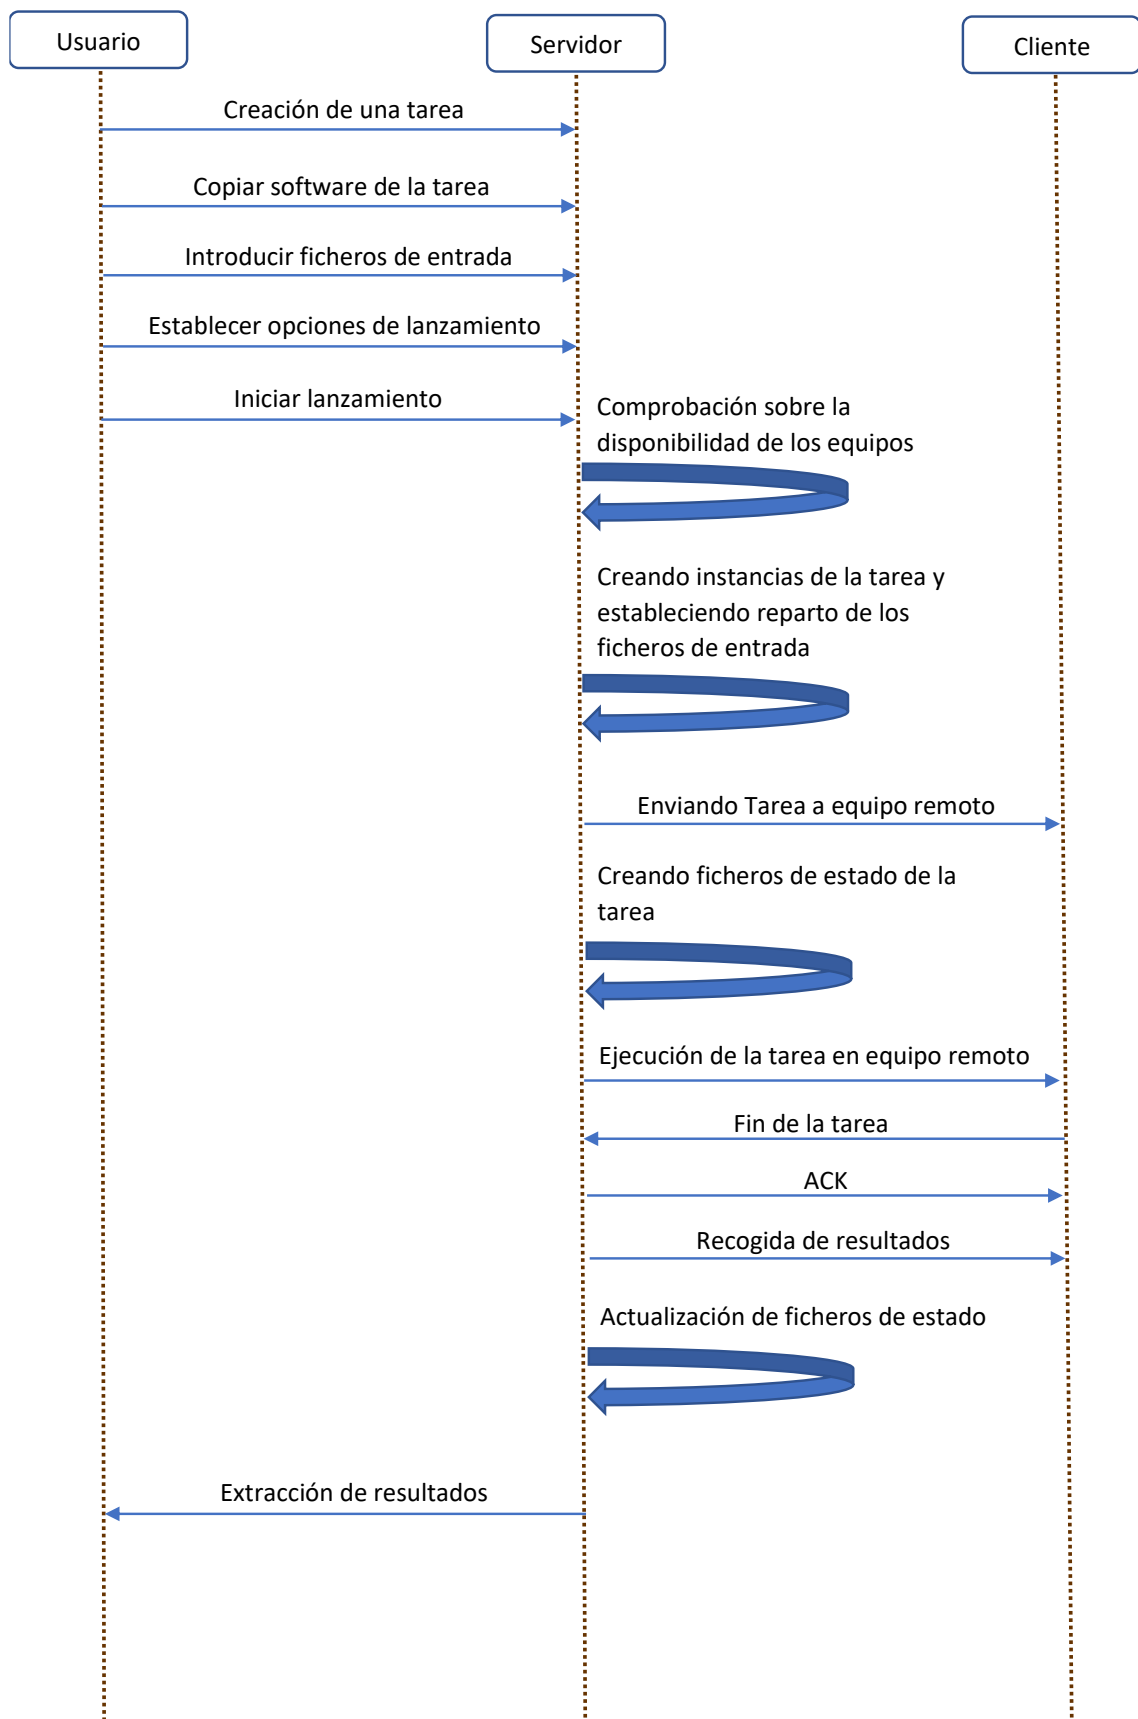 Usuario
Servidor
Cliente
Creación de una tarea
Copiar software de la tarea
Introducir ficheros de entrada
Establecer opciones de lanzamiento
Iniciar lanzamiento
Comprobación sobre la
disponibilidad de los equipos
Creando instancias de la tarea y
estableciendo reparto de los
ficheros de entrada
Enviando Tarea a equipo remoto
Creando ficheros de estado de la
tarea
Ejecución de la tarea en equipo remoto
Fin de la tarea
ACK
Recogida de resultados
Actualización de ficheros de estado
Extracción de resultados